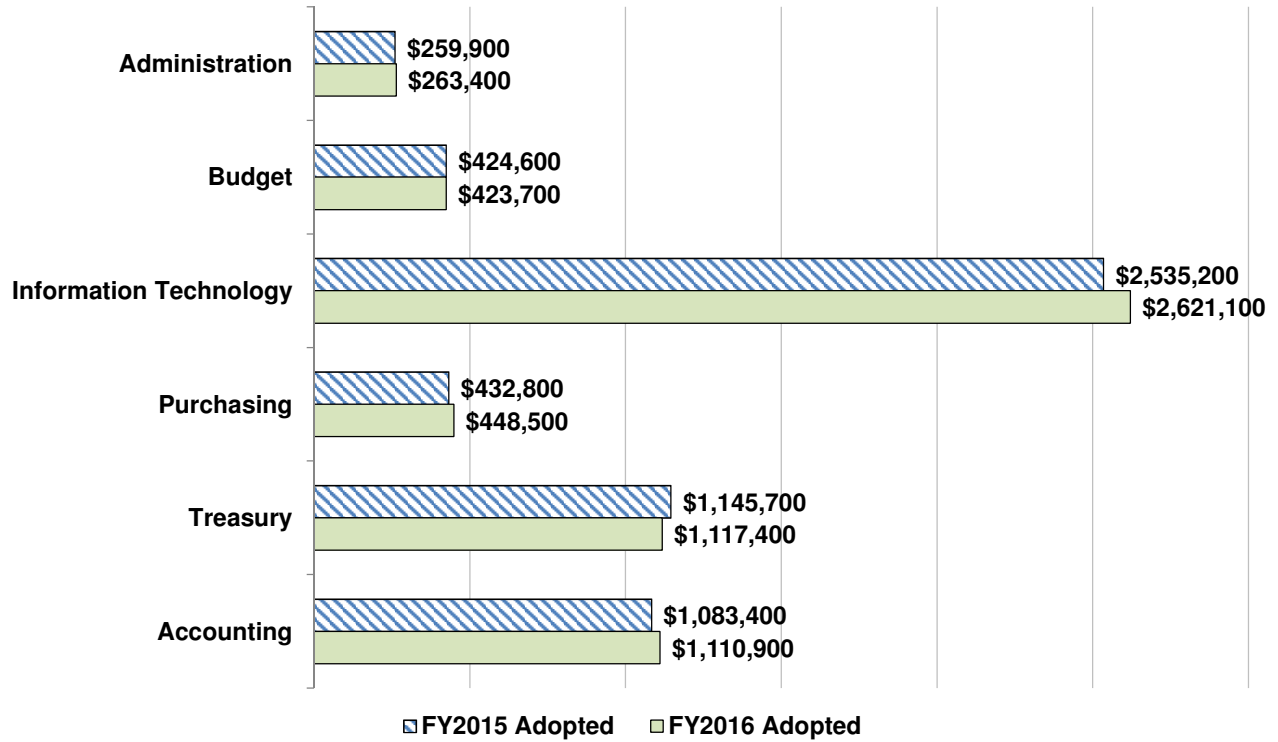 Administration
$259,900
$263,400
Budget
$424,600
$423,700
Information Technology
$2,535,200
$2,621,100
Purchasing
$432,800
$448,500
Treasury
$1,145,700
$1,117,400
Accounting
$1,083,400
$1,110,900
FY2015 Adopted FY2016 Adopted